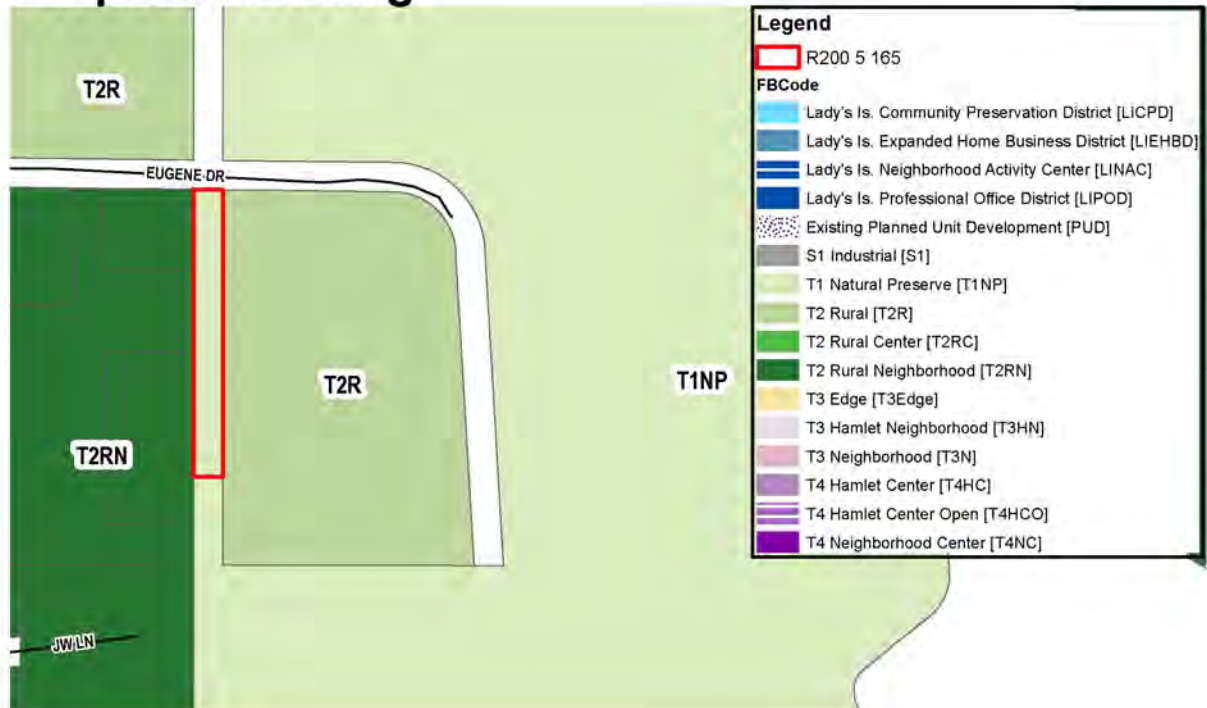 T2R
EUGENE DR
T2R
T1NP
T2RN
JW LN
Legend
R200 5 165
FBCode
Lady's Is. Community Preservation District [LICPD]
Lady's Is. Expanded Home Business District [LIEHBD]
Lady's Is. Neighborhood Activity Center [LINAC]
Lady's Is. Professional Office District [LIPOD]
Existing Planned Unit Development [PUD]
S1 Industrial [S1]
T1 Natural Preserve [T1NP]
T2 Rural [T2R]
T2 Rural Center [T2RC]
T2 Rural Neighborhood [T2RN]
T3 Edge [T3Edge]
T3 Hamlet Neighborhood [T3HN]
T3 Neighborhood [T3N]
T4 Hamlet Center [T4HC]
T4 Hamlet Center Open [T4HCO]
T4 Neighborhood Center [T4NC]